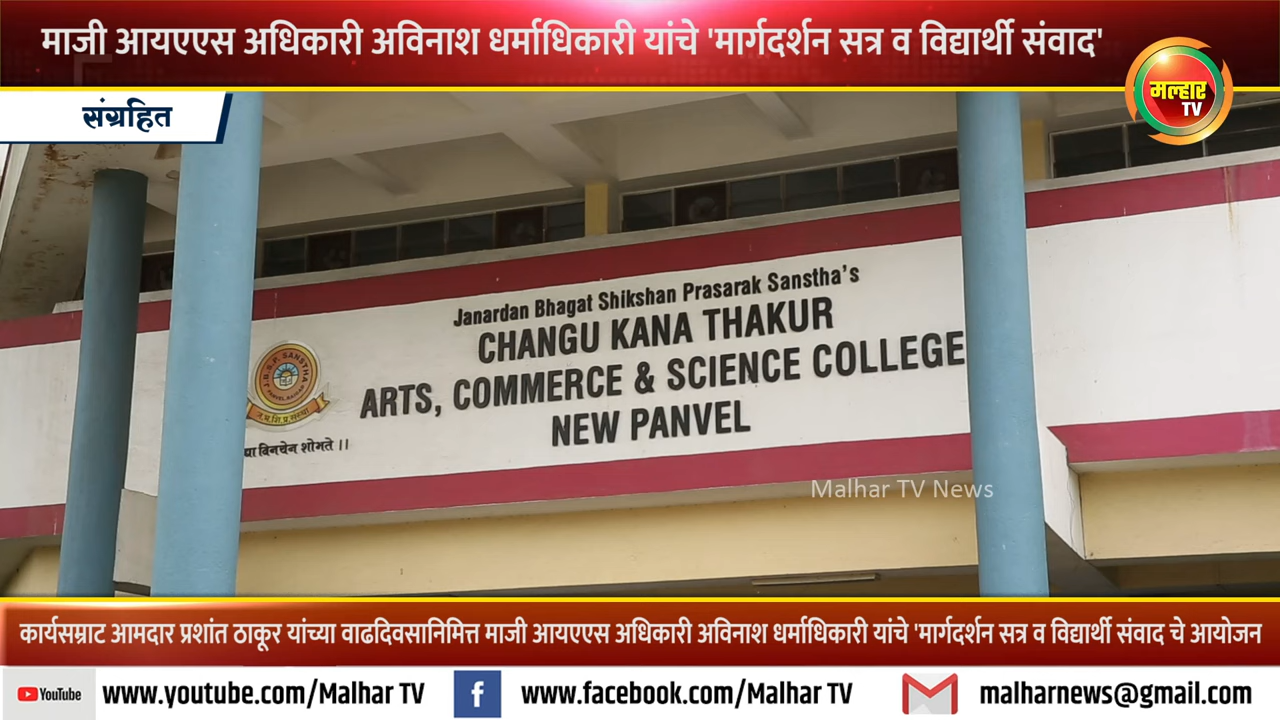 माजी आयएएस अधिकारी अविनाश धर्माधिकारी यांचे 'मार्गदर्शन सत्र व विद्यार्थी संवाद'
मल्हार
TV
संग्रहित
Janardan Bhagat Shikshan Prasarak Sanstha's
CHANGU KANA THAKUR
ARTS, COMMERCE & SCIENCE COLLEGE
NEW PANVEL
J.B.S.P. SANSTHA
शोभते ||
Malhar TV News
कार्यसम्राट आमदार प्रशांत ठाकूर यांच्या वाढदिवसानिमित्त माजी आयएएस अधिकारी अविनाश धर्माधिकारी यांचे 'मार्गदर्शन सत्र व विद्यार्थी संवाद चे आयोजन
YouTube www.youtube.com/Malhar TV f www.facebook.com/Malhar TV malharnews@gmail.com